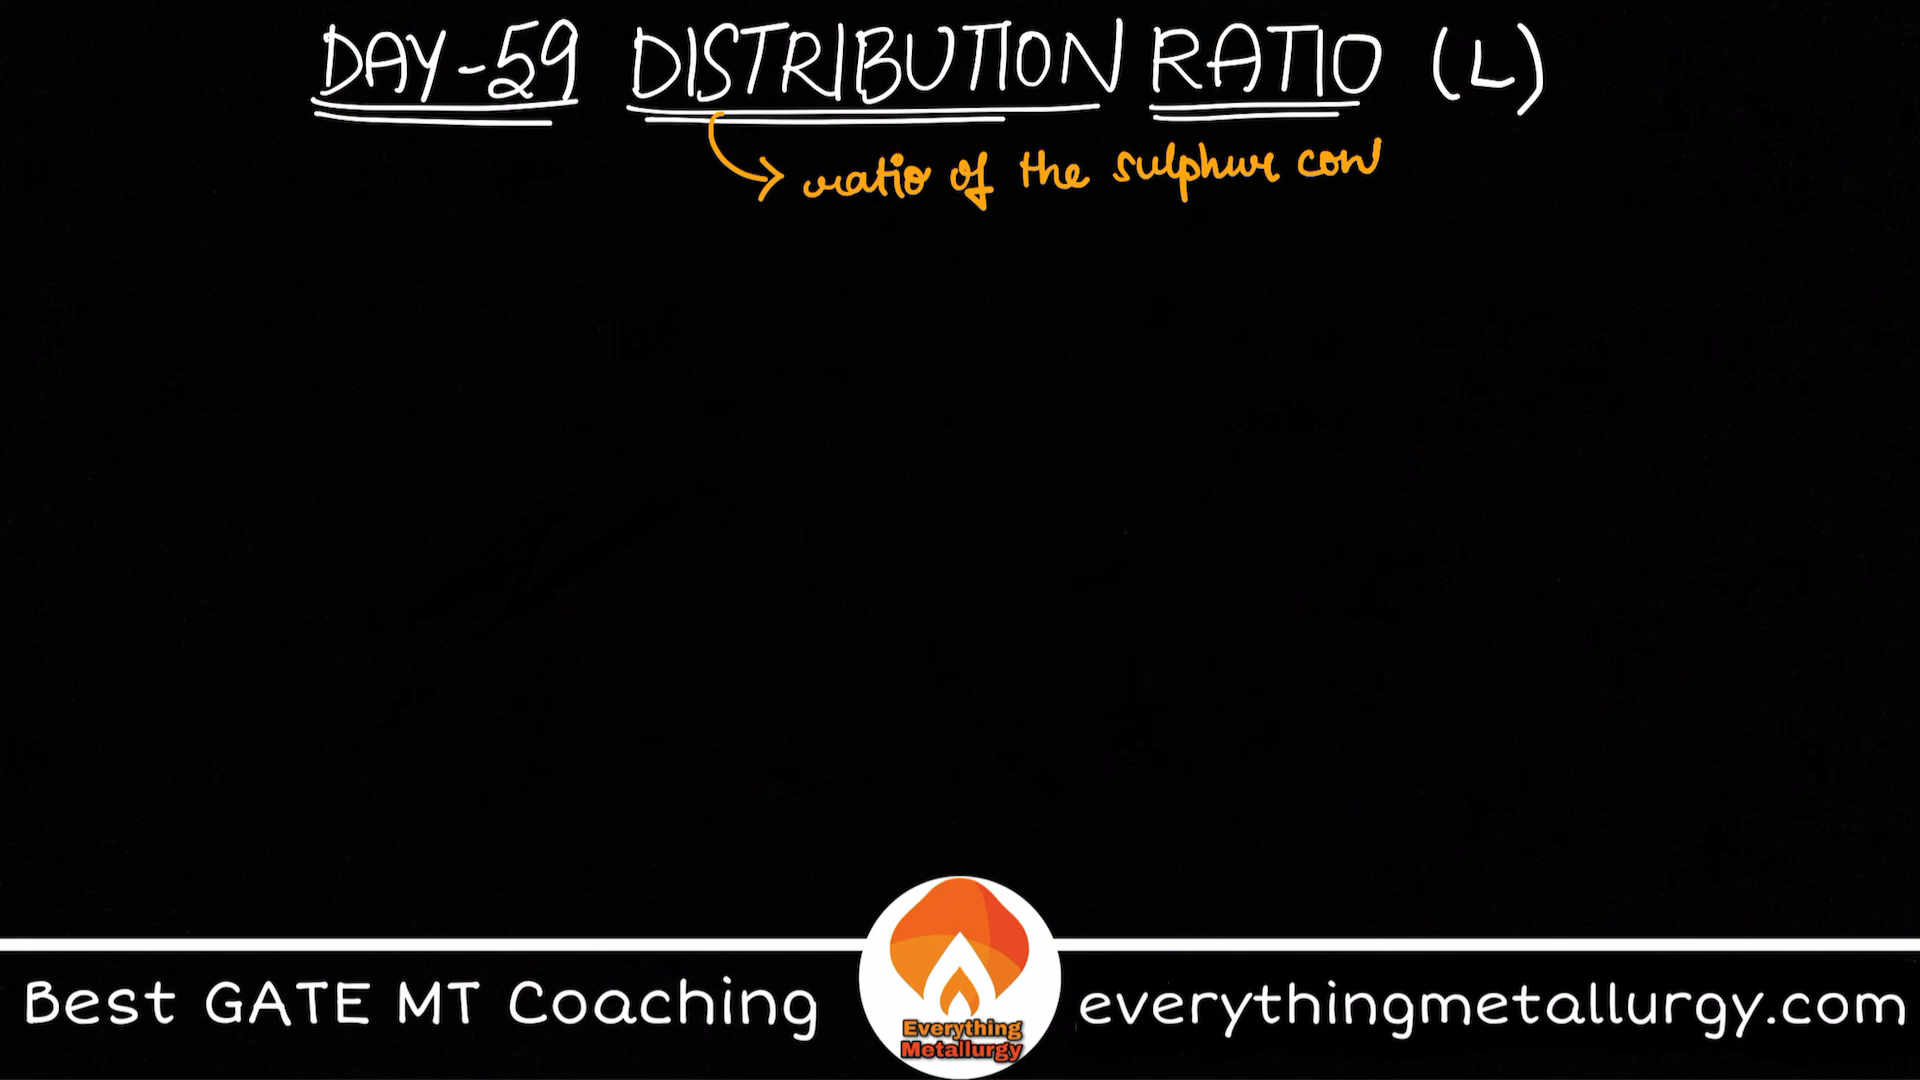 DAY-59 DISTRIBUTION RATIO (L)
ratio of the sulphur con
Best GATE MT Coaching
Everything
Metallurgy
everythingmetallurgy.com